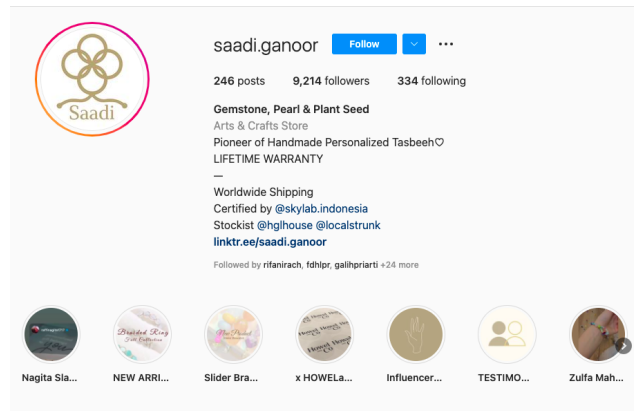 saadi.ganoor Follow
246 posts 9,214 followers 334 following
Saadi
Gemstone, Pearl & Plant Seed
Arts & Crafts Store
Pioneer of Handmade Personalized Tasbeeh♡
LIFETIME WARRANTY
—
Worldwide Shipping
Certified by @skylab.indonesia
Stockist @hglhouse @localstrunk
linktr.ee/saadi.ganoor
Followed by rifanirach, fdhlpr, galihpriarti +24 more
Braided Ring
Nagita Sla... NEW ARRI... Slider Bra... x HOWELa... Influencer... TESTIMO... Zulfa Mah...